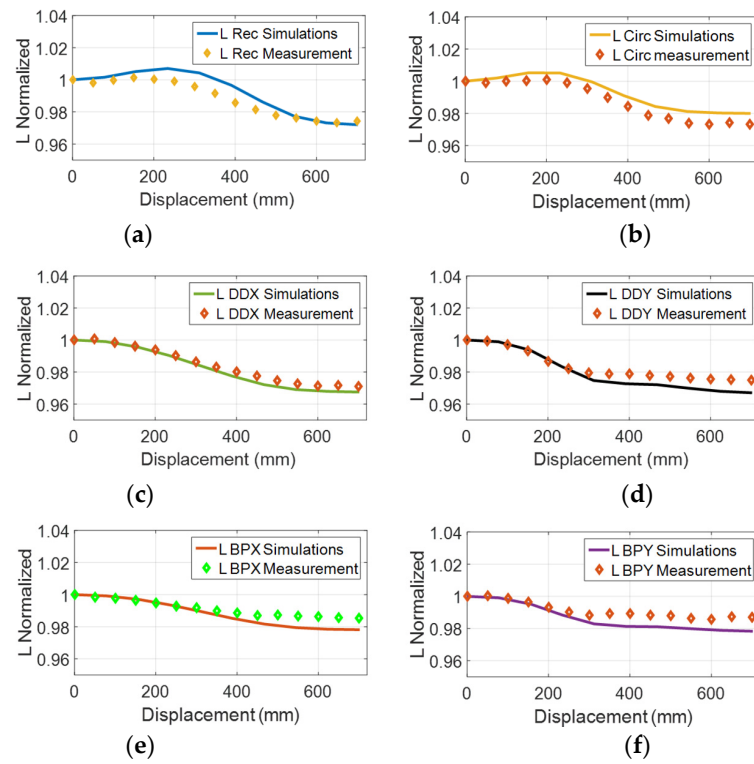 1.04
1.02
1
0.98
0.96
L Normalized
L Rec Simulations
L Rec Measurement
0 200 400 600
Displacement (mm)
(a)
1.04
1.02
1
0.98
0.96
L Normalized
L Circ Simulations
L Circ measurement
0 200 400 600
Displacement (mm)
(b)
1.04
1.02
1
0.98
0.96
L Normalized
L DDX Simulations
L DDX Measurement
0 200 400 600
Displacement (mm)
(c)
1.04
1.02
1
0.98
0.96
L Normalized
L DDY Simulations
L DDY Measurement
0 200 400 600
Displacement (mm)
(d)
1.04
1.02
1
0.98
0.96
L Normalized
L BPX Simulations
L BPX Measurement
0 200 400 600
Displacement (mm)
(e)
1.04
1.02
1
0.98
0.96
L Normalized
L BPY Simulations
L BPY Measurement
0 200 400 600
Displacement (mm)
(f)